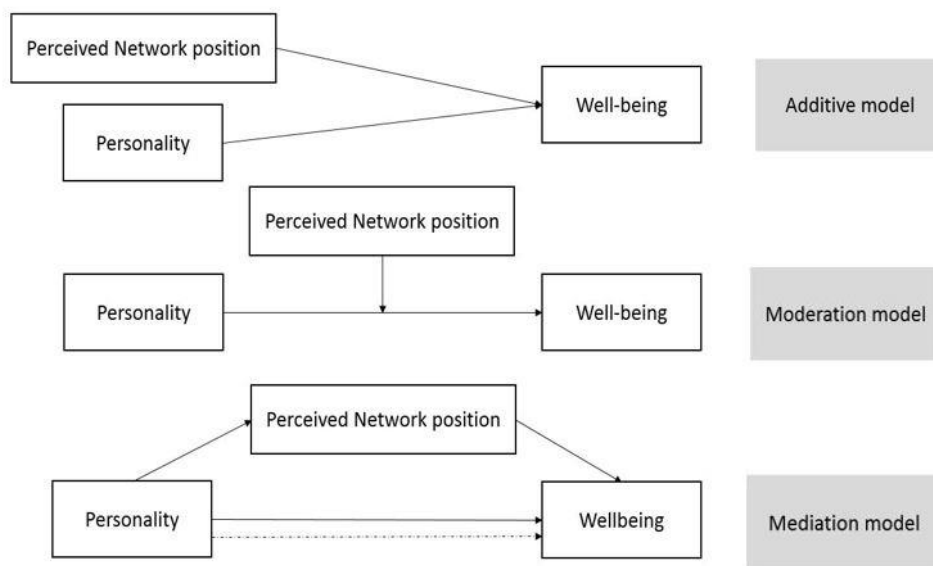 Perceived Network position
Well-being
Additive model
Personality
Perceived Network position
Personality
Well-being
Moderation model
Perceived Network position
Personality
Wellbeing
Mediation model